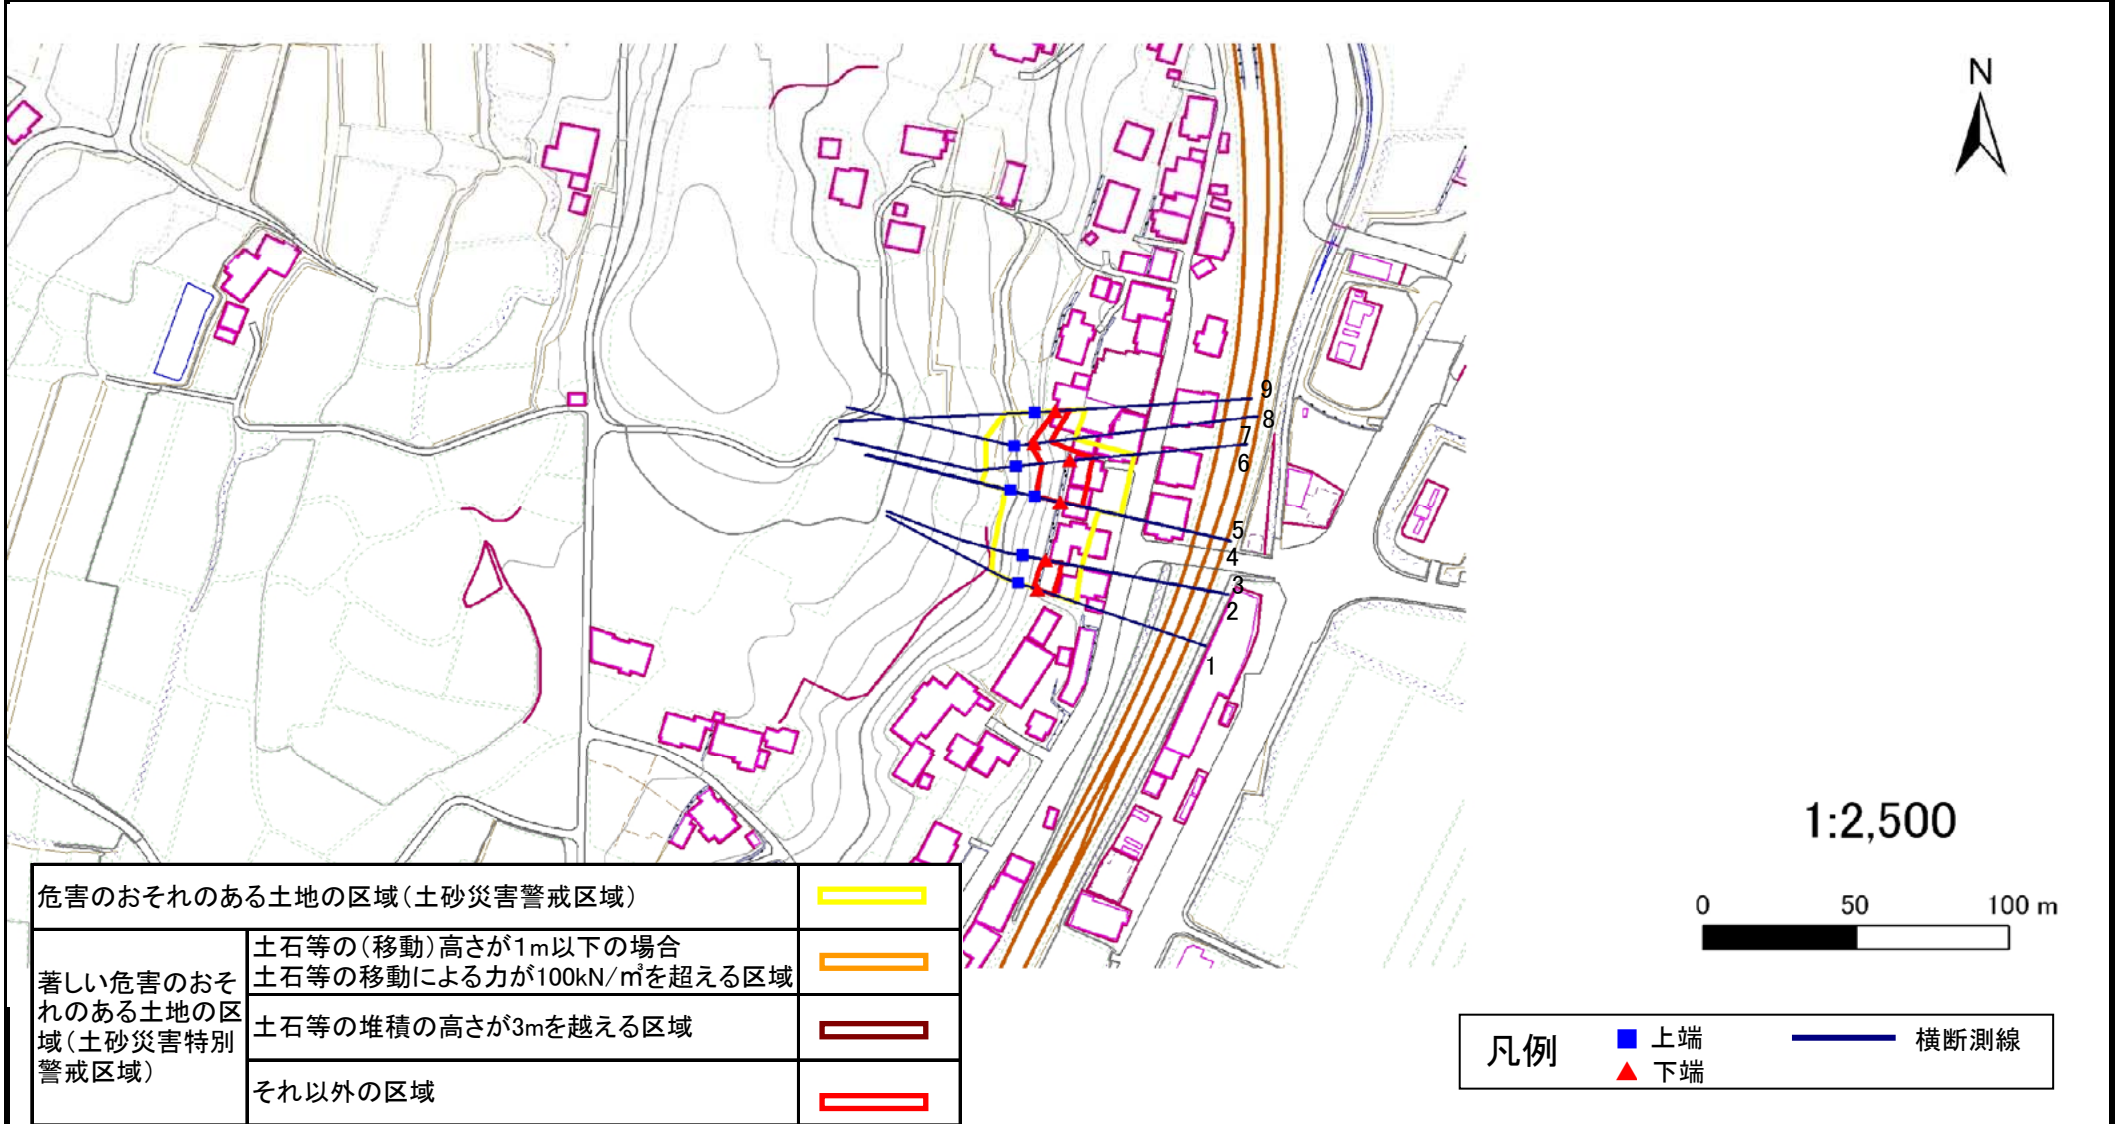 N
9
8
7
6
5
4
3
2
1
1:2,500
0 50 100 m
危害のおそれのある土地の区域(土砂災害警戒区域)
著しい危害のおそ
れのある土地の区
域(土砂災害特別
警戒区域)
土石等の(移動)高さが1m以下の場合
土石等の移動による力が100kN/㎡を超える区域
土石等の堆積の高さが3mを越える区域
それ以外の区域
凡例
上端
下端
横断測線